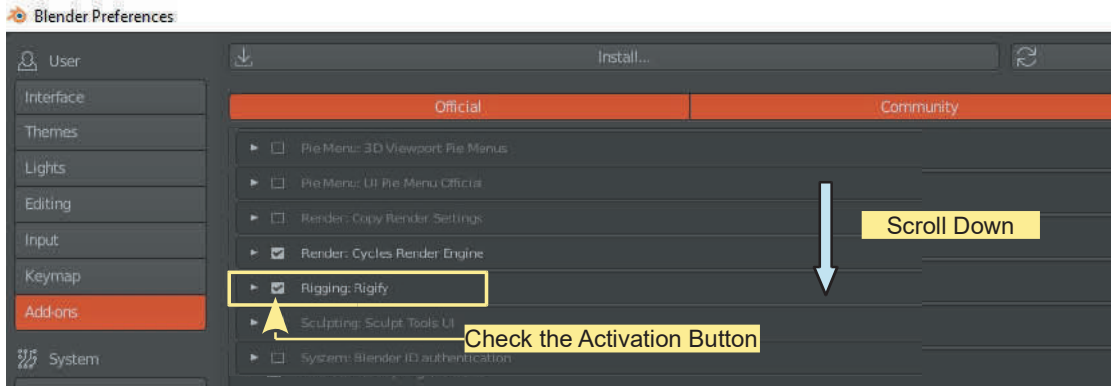 Blender Preferences
User
Install...
Interface
Official
Community
Themes
Pie Menu: 3D Viewport Pie Menus
Lights
Pie Menu: UI Pie Menu Official
Editing
Render: Copy Render Settings
Scroll Down
Input
Render: Cycles Render Engine
Keymap
Rigging: Rigify
Add-ons
Sculpting: Sculpt Tools UI
Check the Activation Button
System
System: Blender ID authentication